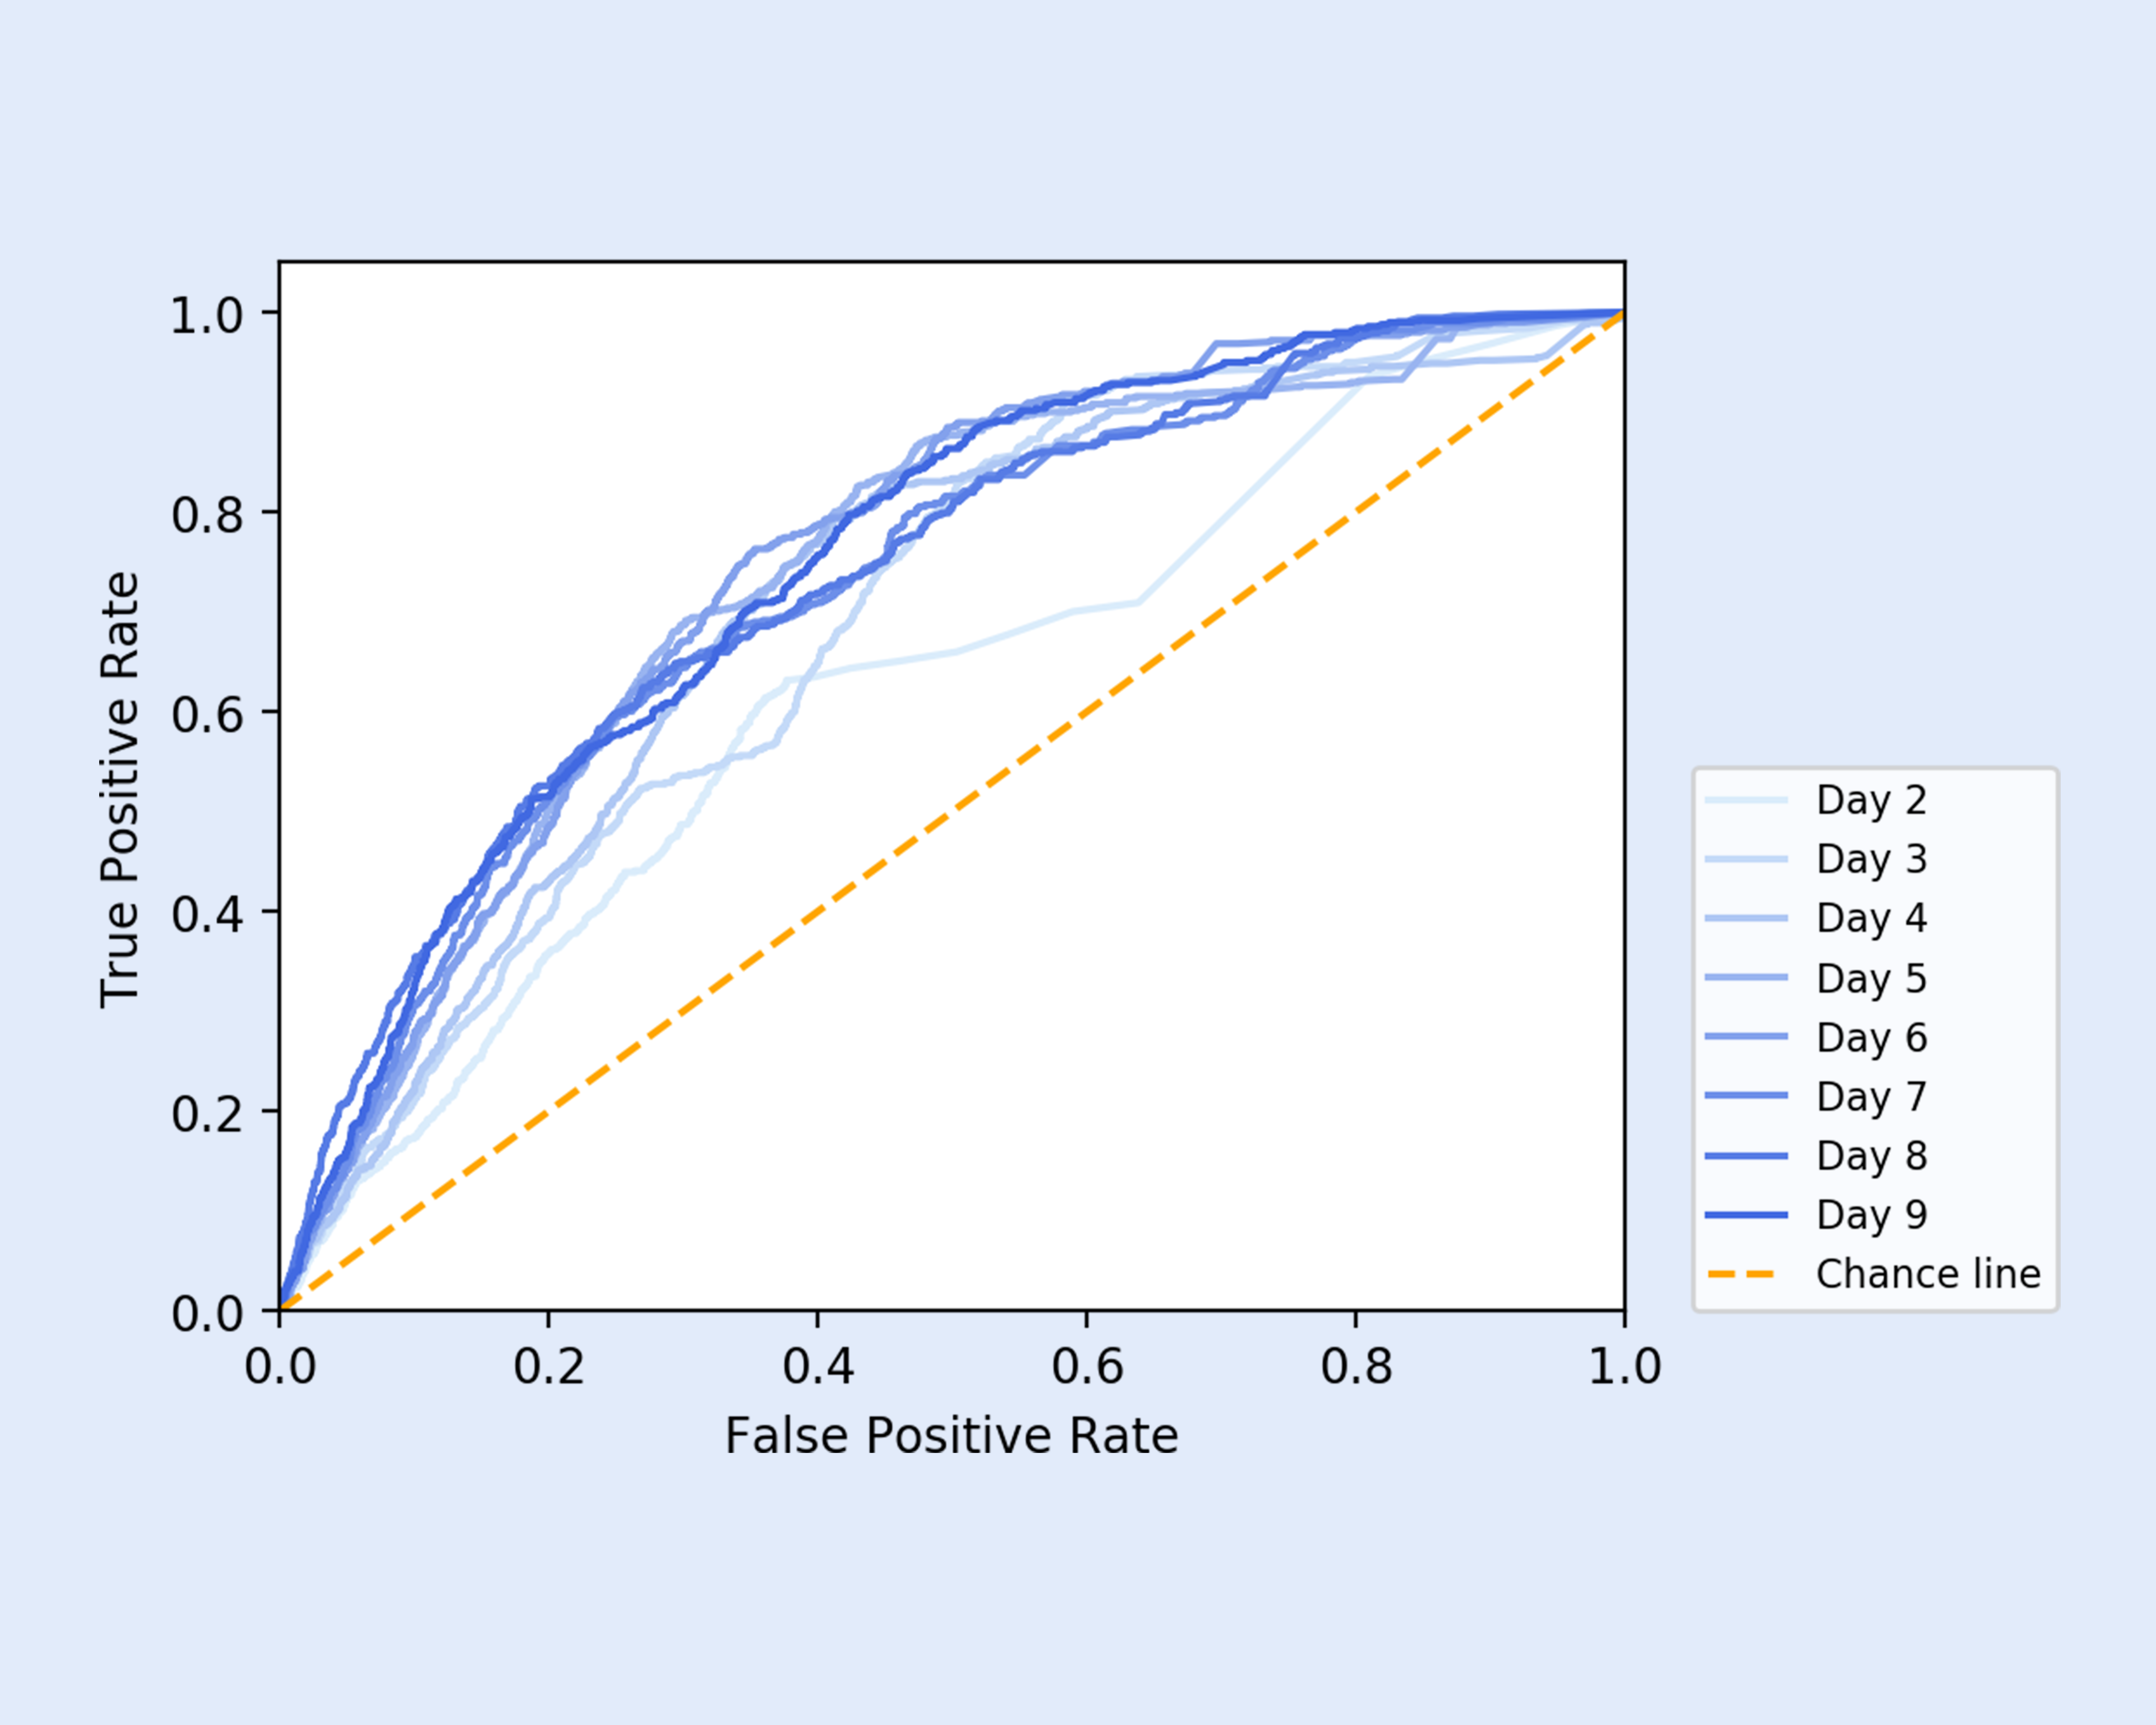 1.0
0.8
0.6
0.4
0.2
0.0
True Positive Rate
0.0 0.2 0.4 0.6 0.8 1.0
False Positive Rate
Day 2
Day 3
Day 4
Day 5
Day 6
Day 7
Day 8
Day 9
Chance line